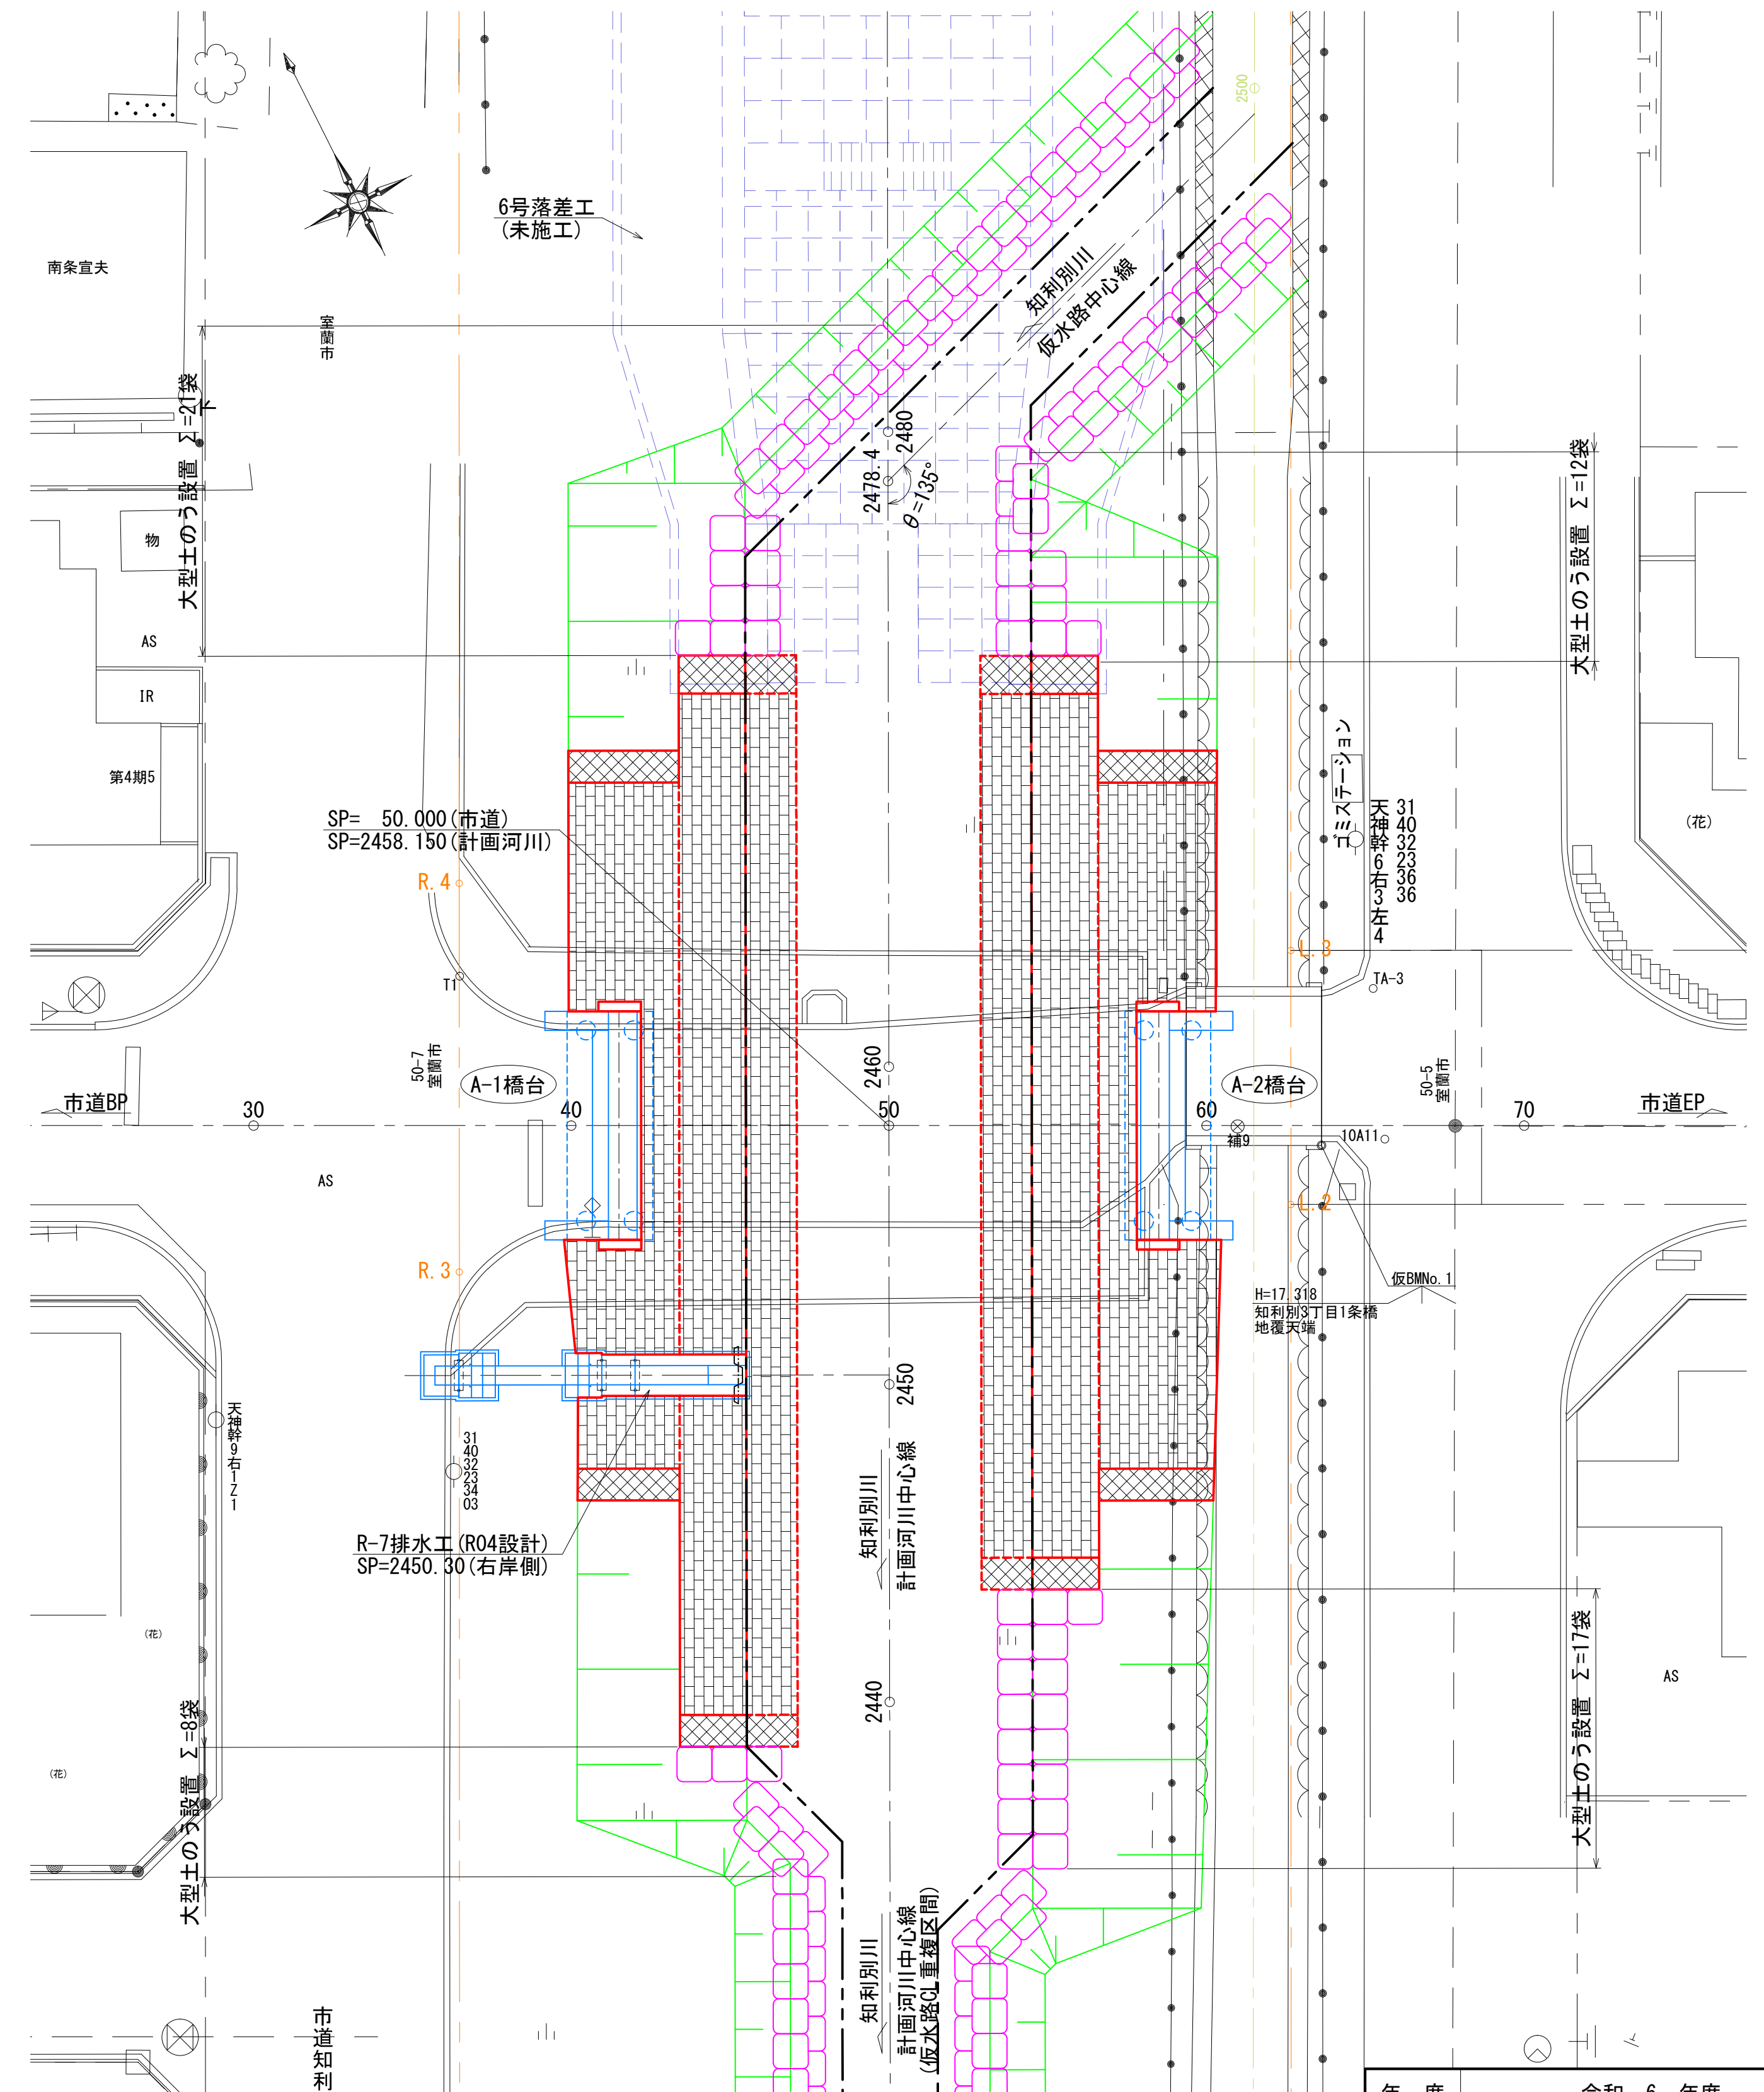 2500
6号落差工
(未施工)
南条宣夫
室蘭市
知利別川
仮水路中心線
大型土のう設置 Σ=21袋
下
2480
2478.4
θ=135°
大型土のう設置 Σ=12袋
物
AS
IR
第4期5
SP= 50.000(市道)
SP=2458.150(計画河川)
R.4
ゴミステーション
天神幹6右3左4
31
40
32
23
36
36
(花)
L.3
T1
TA-3
50-7
室蘭市
A-1橋台
2460
A-2橋台
50-5
室蘭市
市道BP
30
40
50
60
70
市道EP
補9
10A11
AS
L.2
R.3
仮BMNo.1
H=17.318
知利別3丁目1条橋
地覆天端
2450
天神幹9右1Z1
31
40
32
23
34
03
知利別川
計画河川中心線
R-7排水工(R04設計)
SP=2450.30(右岸側)
(花)
AS
大型土のう設置 Σ=17袋
2440
大型土のう設置 Σ=8袋
(花)
知利別川
計画河川中心線
(仮水路CL重複区間)
市道知利
年 度
令和 6 年度